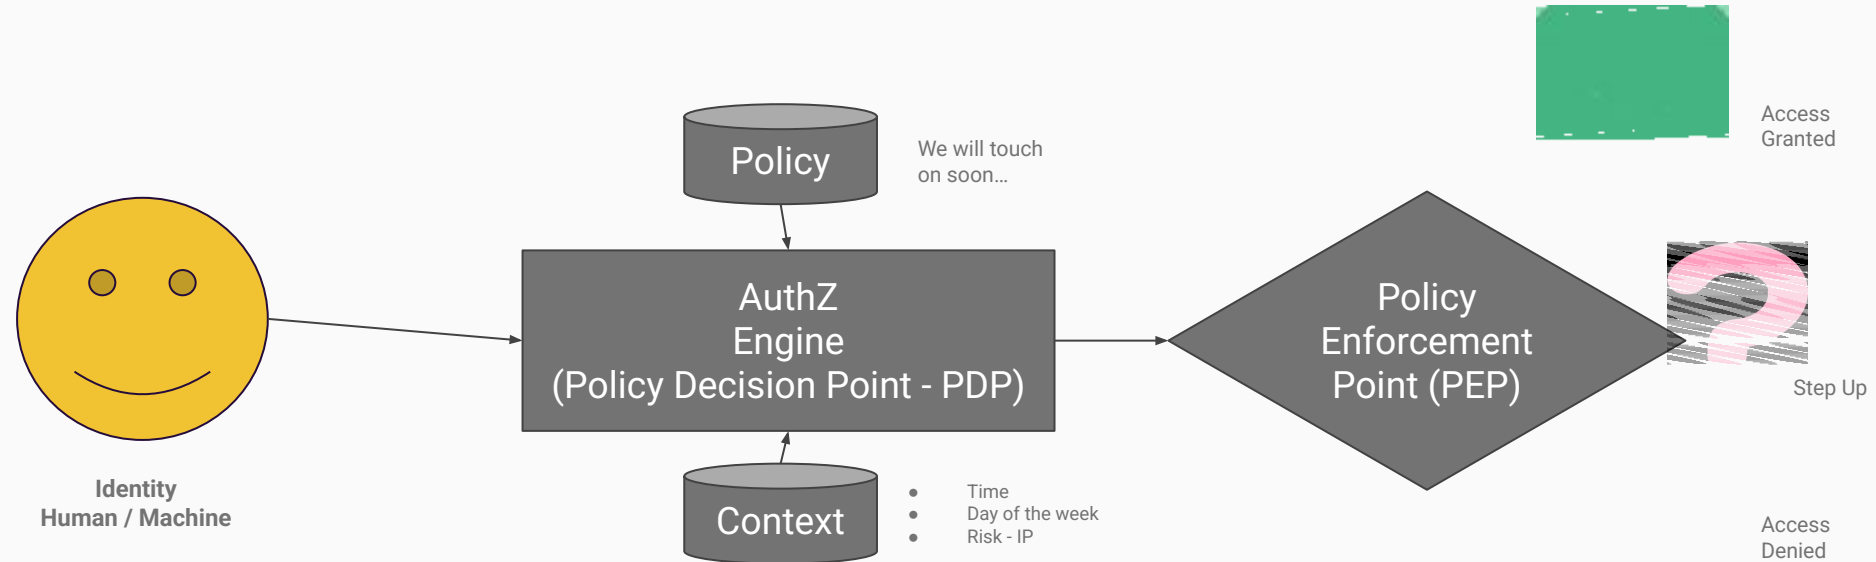 Access
Granted
Policy
We will touch
on soon…
AuthZ
Engine
(Policy Decision Point - PDP)
Policy
Enforcement
Point (PEP)
Step Up
Identity
Human / Machine
Context
● Time
● Day of the week
● Risk - IP
Access
Denied